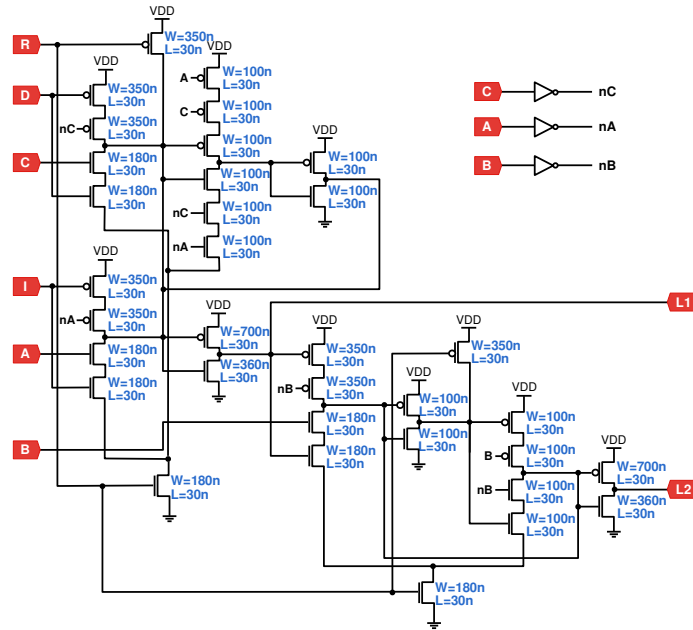 VDD
R
W=350n
L=30n
VDD
VDD
A
W=100n
L=30n
D
W=350n
L=30n
C
W=100n
L=30n
nC
W=350n
L=30n
W=100n
L=30n
C
W=180n
L=30n
W=100n
L=30n
W=180n
L=30n
nC
W=100n
L=30n
nA
W=100n
L=30n
VDD
W=100n
L=30n
W=100n
L=30n
C
nC
A
nA
B
nB
VDD
I
W=350n
L=30n
nA
W=350n
L=30n
A
W=180n
L=30n
W=180n
L=30n
VDD
W=700n
L=30n
W=360n
L=30n
L1
VDD
W=350n
L=30n
nB
W=350n
L=30n
W=180n
L=30n
W=180n
L=30n
VDD
W=350n
L=30n
VDD
W=100n
L=30n
W=100n
L=30n
VDD
W=100n
L=30n
B
W=100n
L=30n
nB
W=100n
L=30n
W=100n
L=30n
VDD
W=700n
L=30n
W=360n
L=30n
L2
B
W=180n
L=30n
W=180n
L=30n